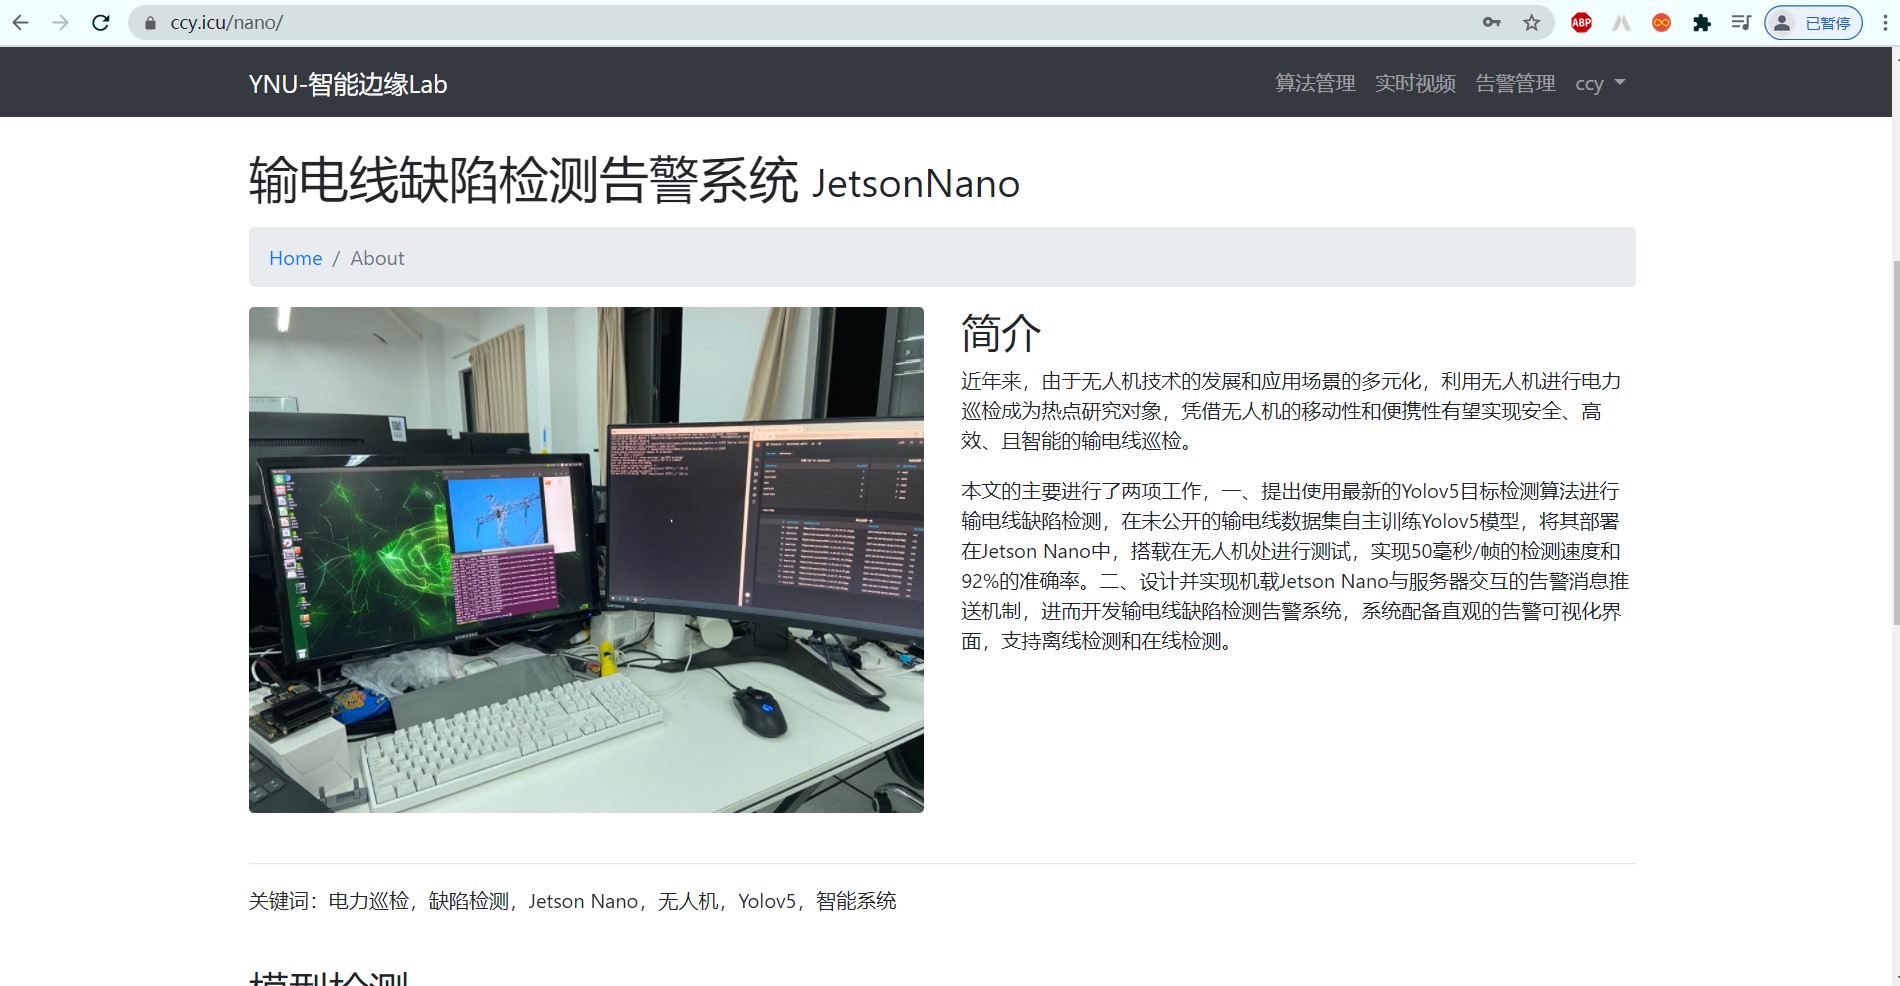 ccy.icu/nano/
ABP
已暂停
YNU-智能边缘Lab
算法管理 实时视频 告警管理 ccy
输电线缺陷检测告警系统 JetsonNano
Home / About
简介
近年来，由于无人机技术的发展和应用场景的多元化，利用无人机进行电力
巡检成为热点研究对象，凭借无人机的移动性和便携性有望实现安全、高
效、且智能的输电线巡检。
本文的主要进行了两项工作，一、提出使用最新的Yolov5目标检测算法进行
输电线缺陷检测，在未公开的输电线数据集自主训练Yolov5模型，将其部署
在Jetson Nano中，搭载在无人机处进行测试，实现50毫秒/帧的检测速度和
92%的准确率。二、设计并实现机载Jetson Nano与服务器交互的告警消息推
送机制，进而开发输电线缺陷检测告警系统，系统配备直观的告警可视化界
面，支持离线检测和在线检测。
SAMSUNG
Lenovo
关键词：电力巡检，缺陷检测，Jetson Nano，无人机，Yolov5，智能系统
模型检测